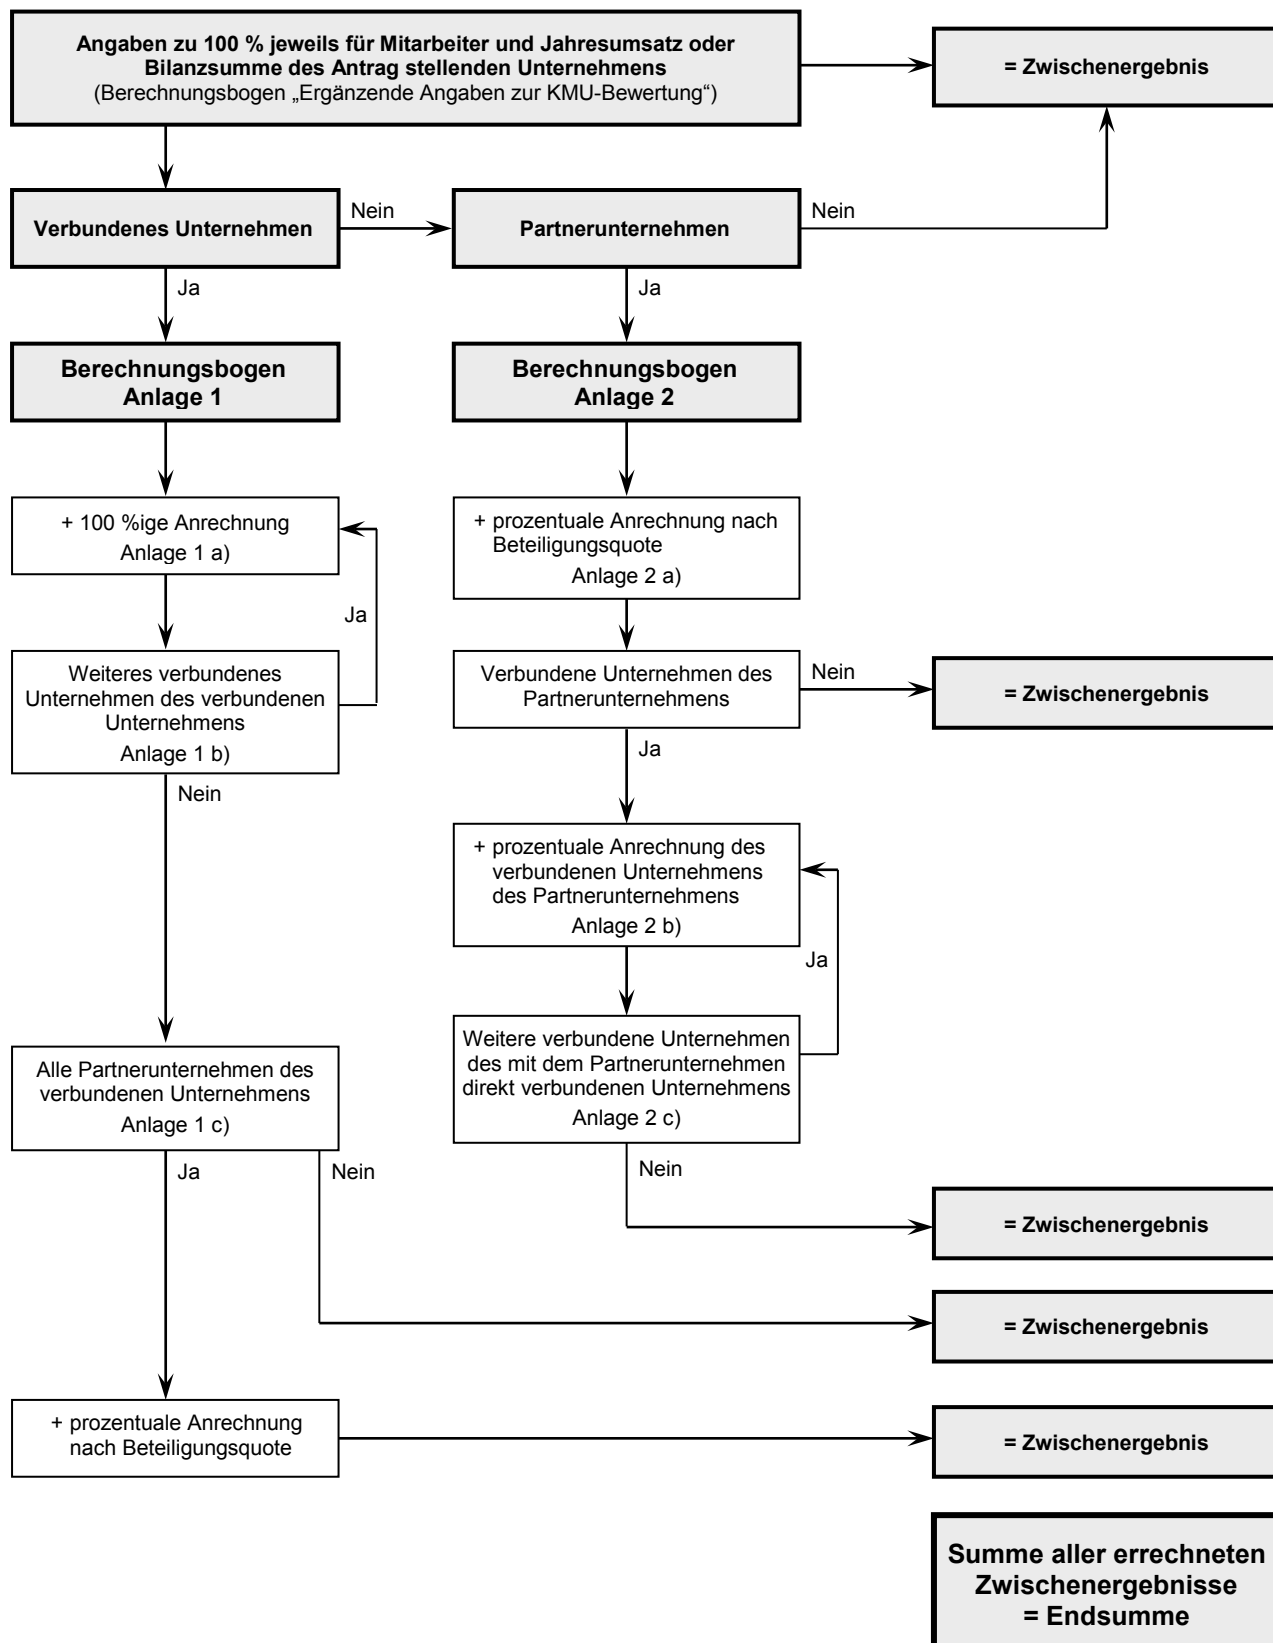 Angaben zu 100 % jeweils für Mitarbeiter und Jahresumsatz oder
Bilanzsumme des Antrag stellenden Unternehmens
(Berechnungsbogen „Ergänzende Angaben zur KMU-Bewertung“)
= Zwischenergebnis
Verbundenes Unternehmen
Nein
Partnerunternehmen
Nein
Ja
Ja
Berechnungsbogen
Anlage 1
Berechnungsbogen
Anlage 2
+ 100 %ige Anrechnung
Anlage 1 a)
+ prozentuale Anrechnung nach
Beteiligungsquote
Anlage 2 a)
Ja
Weiteres verbundenes
Unternehmen des verbundenen
Unternehmens
Anlage 1 b)
Verbundene Unternehmen des
Partnerunternehmens
Nein
= Zwischenergebnis
Ja
Nein
+ prozentuale Anrechnung des
verbundenen Unternehmens
des Partnerunternehmens
Anlage 2 b)
Ja
Weitere verbundene Unternehmen
des mit dem Partnerunternehmen
direkt verbundenen Unternehmens
Anlage 2 c)
Alle Partnerunternehmen des
verbundenen Unternehmens
Anlage 1 c)
Ja
Nein
Nein
= Zwischenergebnis
= Zwischenergebnis
+ prozentuale Anrechnung
nach Beteiligungsquote
= Zwischenergebnis
Summe aller errechneten
Zwischenergebnisse
= Endsumme